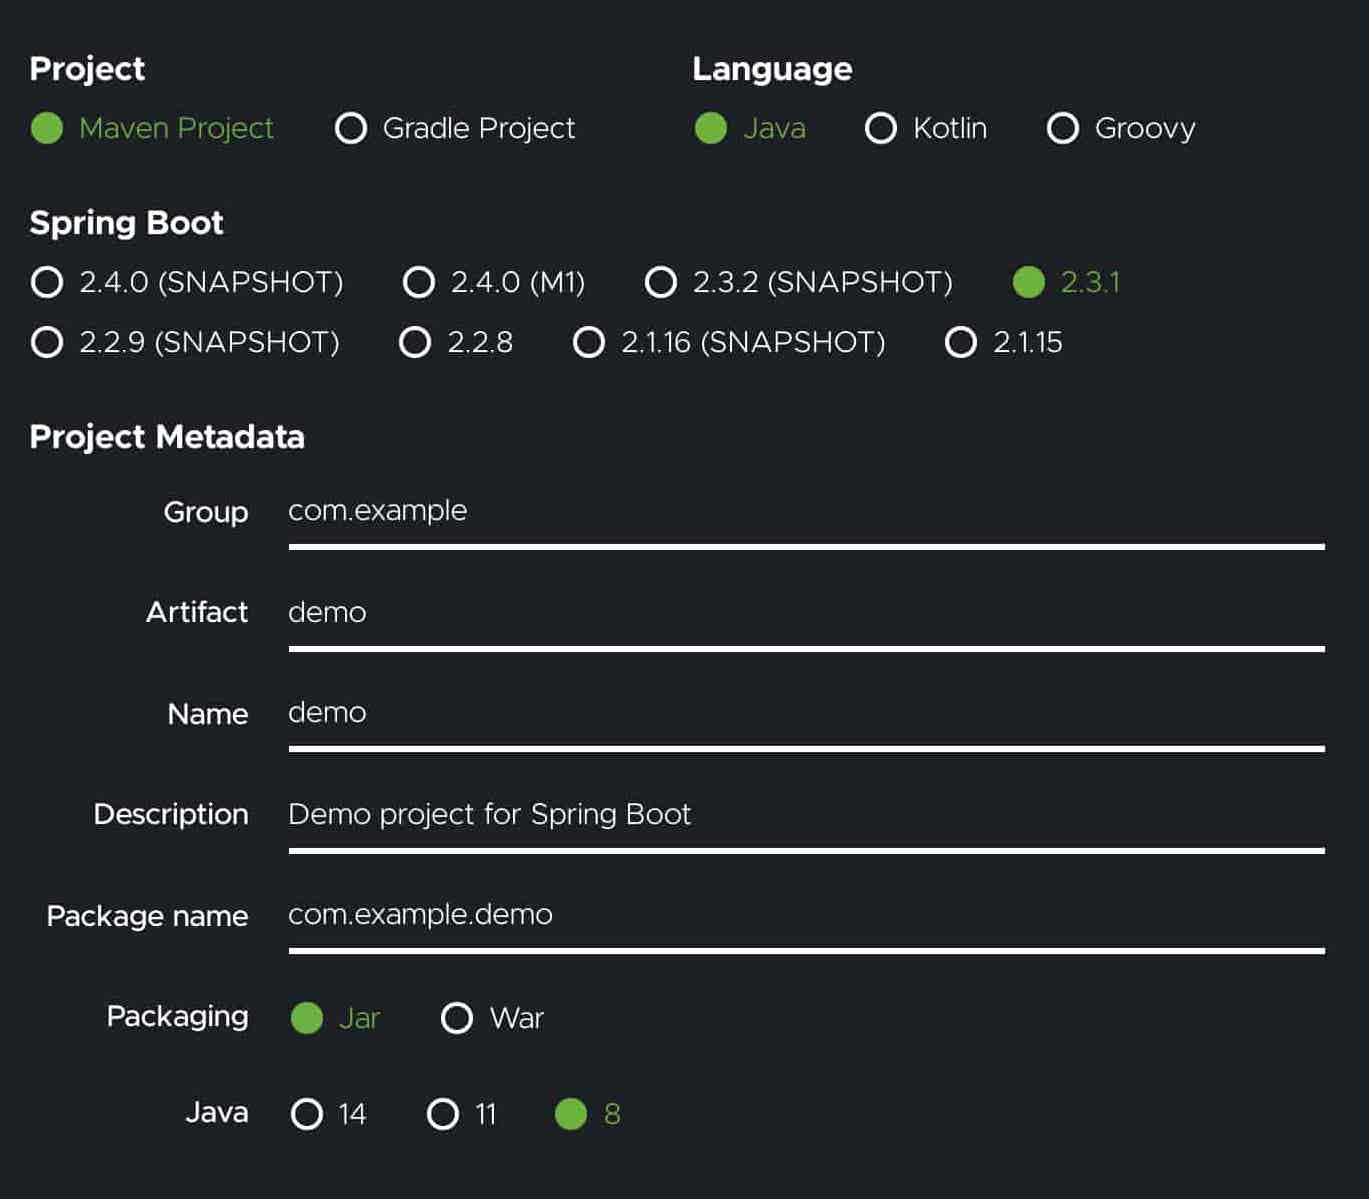 Project
Language
Maven Project Gradle Project
Java Kotlin Groovy
Spring Boot
2.4.0 (SNAPSHOT) 2.4.0 (M1) 2.3.2 (SNAPSHOT) 2.3.1
2.2.9 (SNAPSHOT) 2.2.8 2.1.16 (SNAPSHOT) 2.1.15
Project Metadata
Group com.example
Artifact demo
Name demo
Description Demo project for Spring Boot
Package name com.example.demo
Packaging Jar War
Java 14 11 8